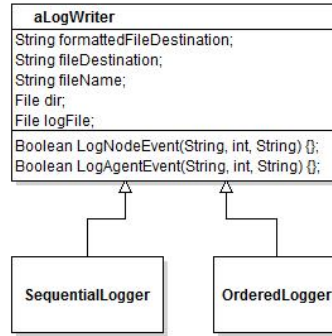 aLogWriter
String formattedFileDestination;
String fileDestination;
String fileName;
File dir;
File logFile;
Boolean LogNodeEvent(String, int, String) {};
Boolean LogAgentEvent(String, int, String) {};
SequentialLogger
OrderedLogger